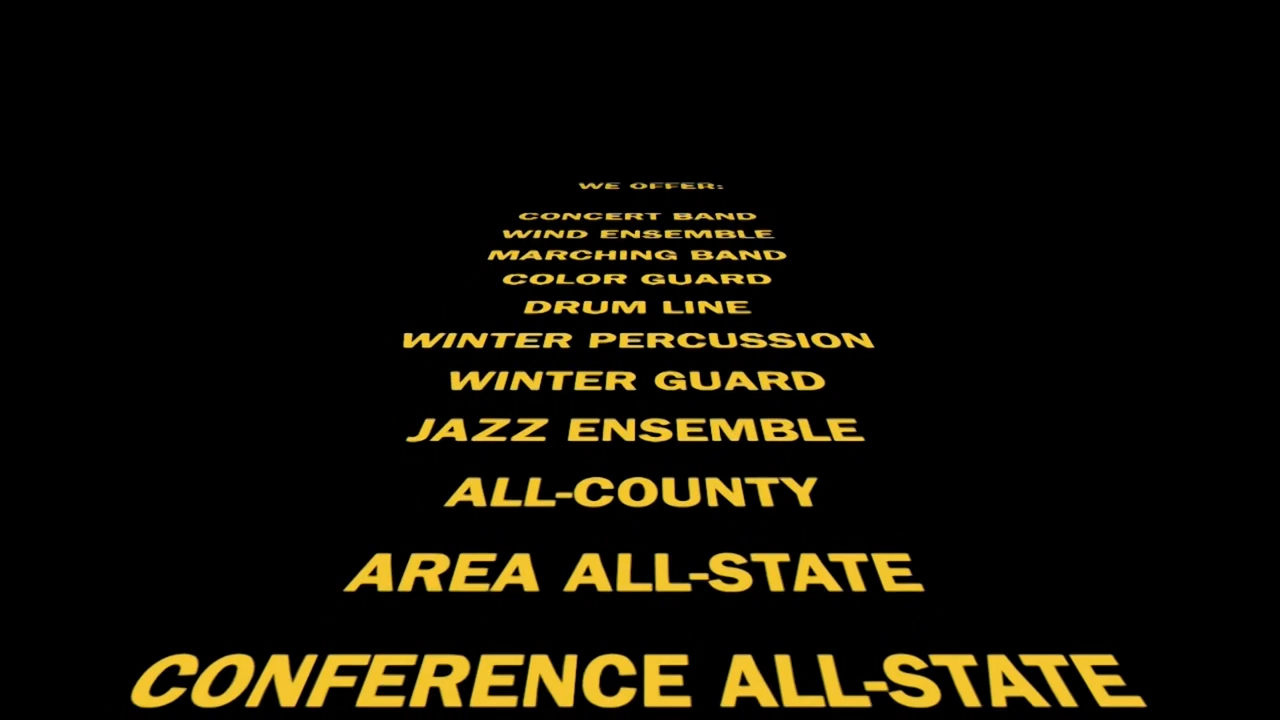 WE OFFER:
CONCERT BAND
WIND ENSEMBLE
MARCHING BAND
COLOR GUARD
DRUM LINE
WINTER PERCUSSION
WINTER GUARD
JAZZ ENSEMBLE
ALL-COUNTY
AREA ALL-STATE
CONFERENCE ALL-STATE